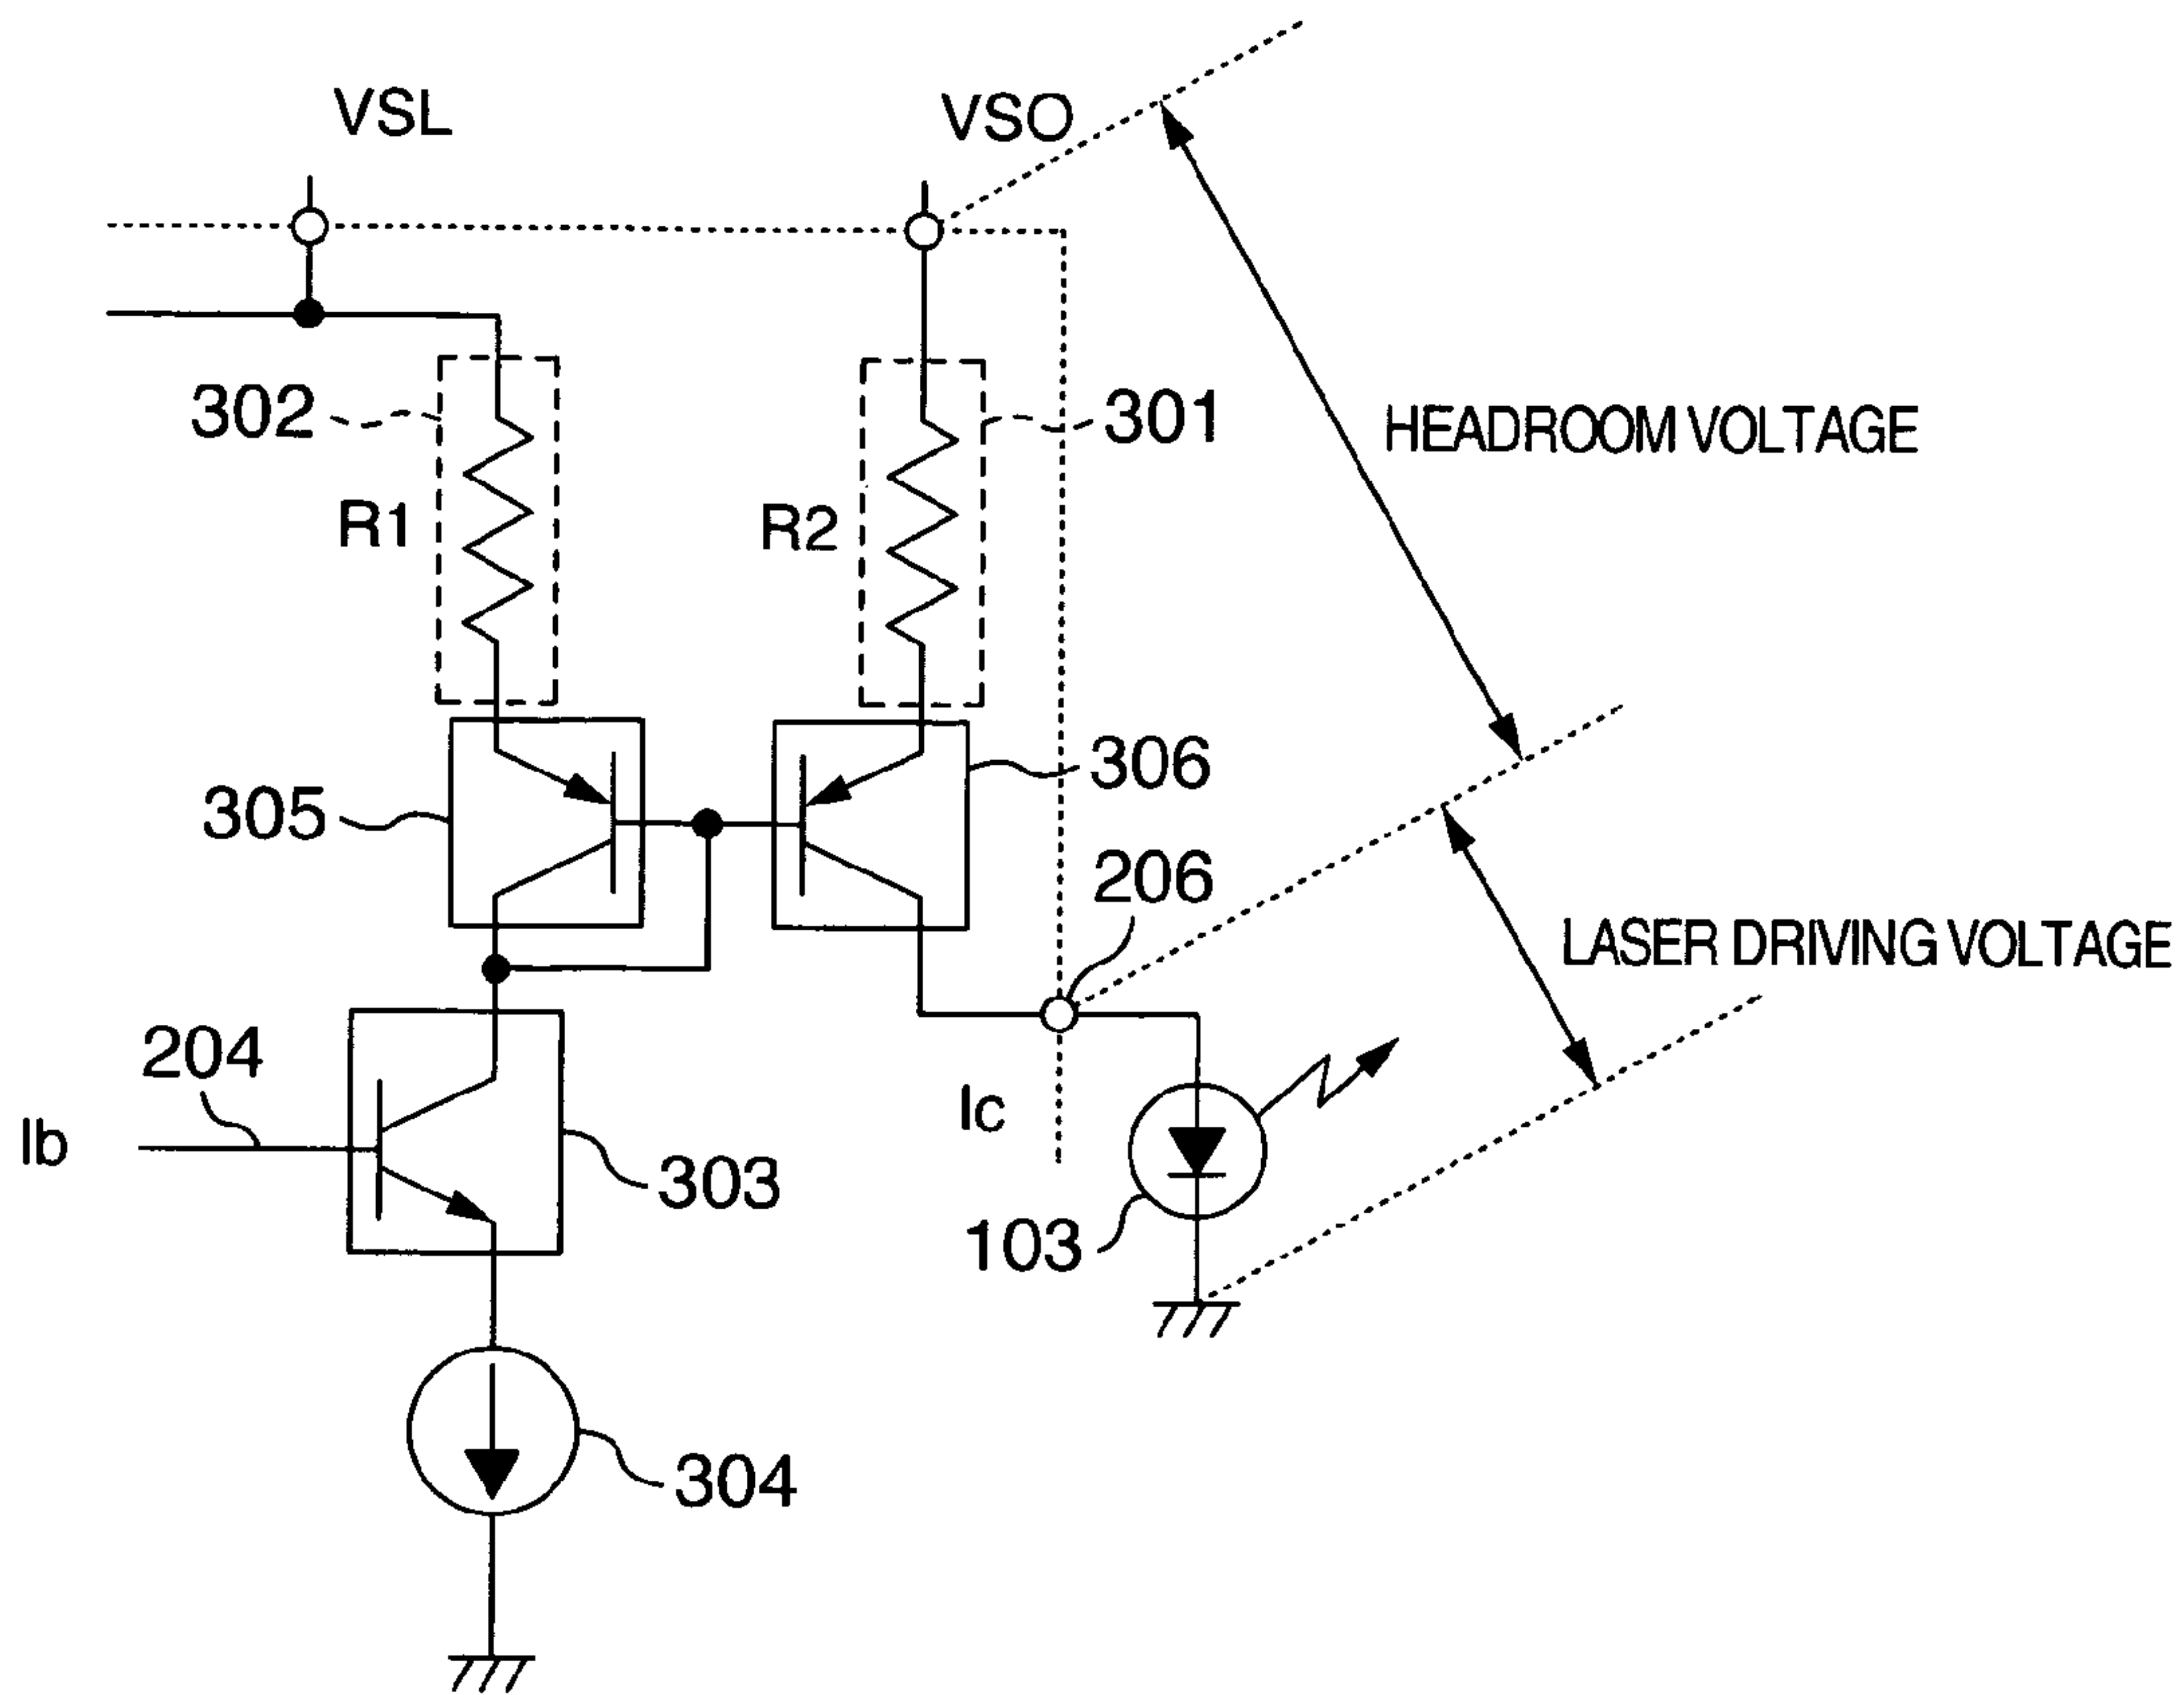 VSL
VSO
302
301
HEADROOM VOLTAGE
R1
R2
306
305
206
LASER DRIVING VOLTAGE
204
Ic
Ib
303
103
304